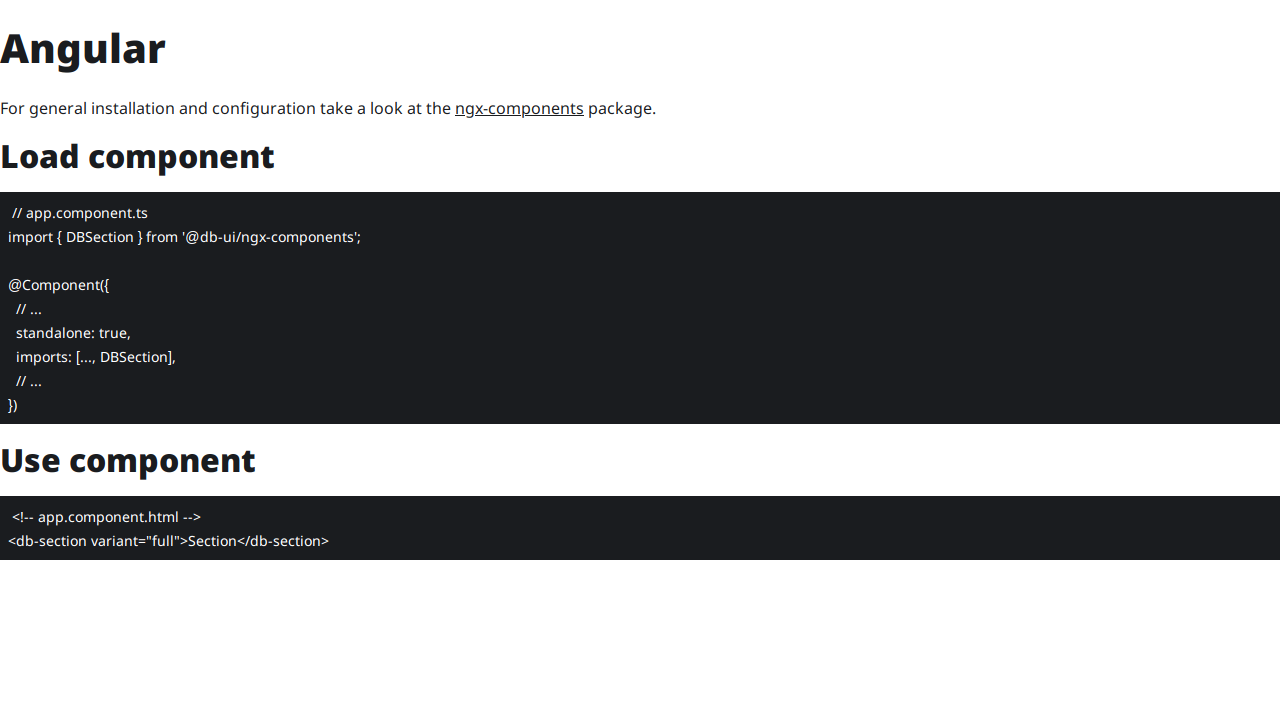 Angular
For general installation and configuration take a look at the ngx-components package.
Load component
// app.component.ts
import { DBSection } from '@db-ui/ngx-components';
@Component({
// ...
standalone: true,
imports: [..., DBSection],
// ...
})
Use component
<!-- app.component.html -->
<db-section variant="full">Section</db-section>